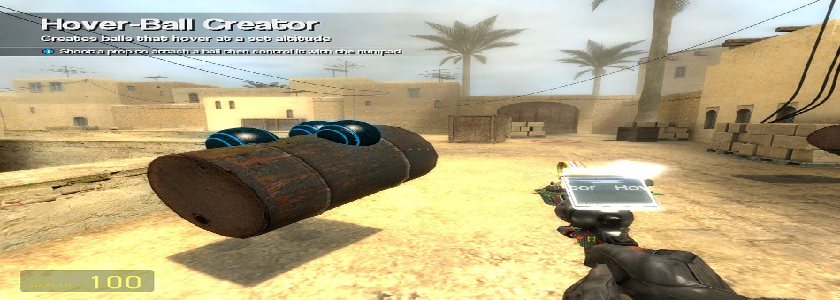 Hover-Ball Creator
Creates balls that hover at a set altitude
Shoot a prop to attach a ball then control it with the numpad
HEALTH 100